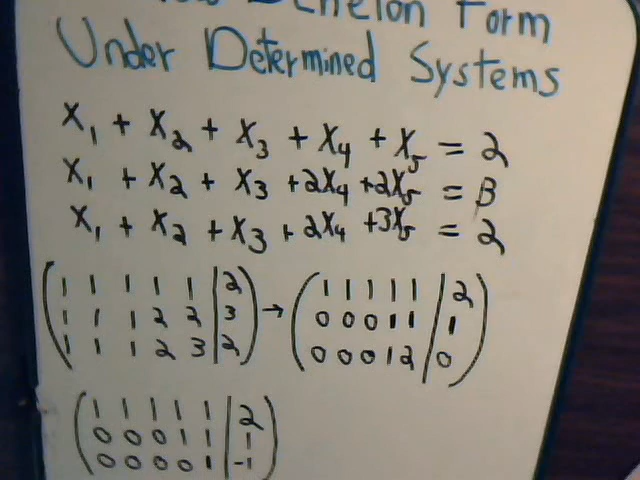 Echelon Form
Under Determined Systems
X₁ + X₂ + X₃ + X₄ + X₅ = 2
X₁ + X₂ + X₃ + 2X₄ + 2X₅ = 3
X₁ + X₂ + X₃ + 2X₄ + 3X₅ = 2
( 1 1 1 1 1 | 2 ) → ( 1 1 1 1 1 | 2 )
( 1 1 1 2 2 | 3 ) ( 0 0 0 1 1 | 1 )
( 1 1 1 2 3 | 2 ) ( 0 0 0 1 2 | 0 )
( 1 1 1 1 1 | 2 )
( 0 0 0 1 1 | 1 )
( 0 0 0 0 1 | -1 )